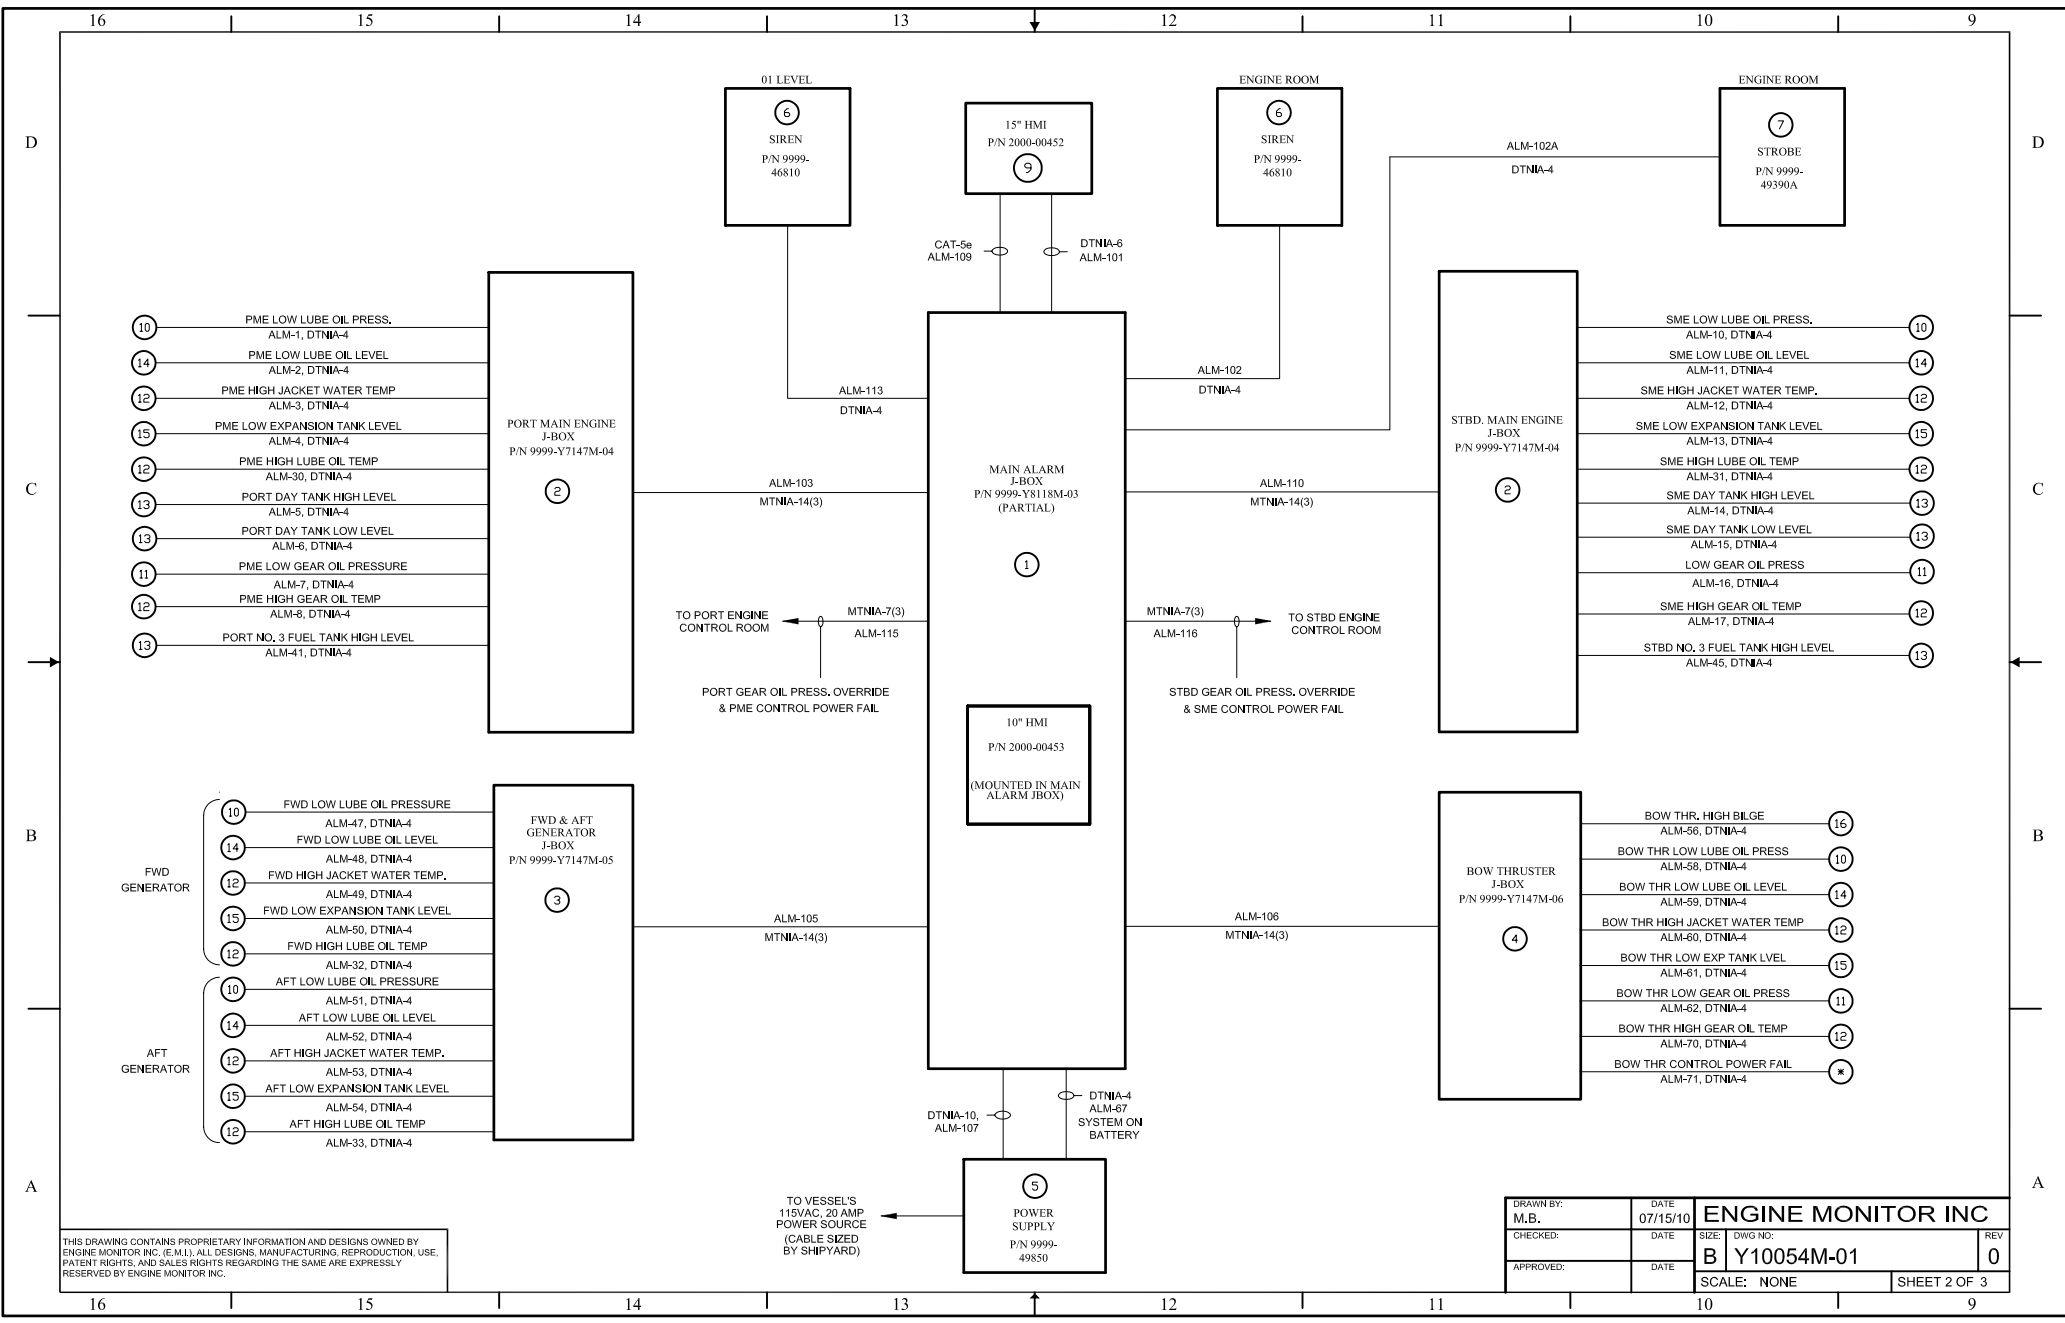 16 15 14 13 12 11 10 9
D
D
C
C
B
B
A
A
01 LEVEL
6
SIREN
P/N 9999-
46810
15" HMI
P/N 2000-00452
9
ENGINE ROOM
6
SIREN
P/N 9999-
46810
ENGINE ROOM
7
STROBE
P/N 9999-
49390A
ALM-102A
DTNIA-4
CAT-5e
ALM-109
DTNIA-6
ALM-101
10
PME LOW LUBE OIL PRESS.
ALM-1, DTNIA-4
14
PME LOW LUBE OIL LEVEL
ALM-2, DTNIA-4
12
PME HIGH JACKET WATER TEMP
ALM-3, DTNIA-4
15
PME LOW EXPANSION TANK LEVEL
ALM-4, DTNIA-4
12
PME HIGH LUBE OIL TEMP
ALM-30, DTNIA-4
13
PORT DAY TANK HIGH LEVEL
ALM-5, DTNIA-4
13
PORT DAY TANK LOW LEVEL
ALM-6, DTNIA-4
11
PME LOW GEAR OIL PRESSURE
ALM-7, DTNIA-4
12
PME HIGH GEAR OIL TEMP
ALM-8, DTNIA-4
13
PORT NO. 3 FUEL TANK HIGH LEVEL
ALM-41, DTNIA-4
PORT MAIN ENGINE
J-BOX
P/N 9999-Y7147M-04
2
ALM-113
DTNIA-4
ALM-103
MTNIA-14(3)
TO PORT ENGINE
CONTROL ROOM
MTNIA-7(3)
ALM-115
PORT GEAR OIL PRESS. OVERRIDE
& PME CONTROL POWER FAIL
MAIN ALARM
J-BOX
P/N 9999-Y8118M-03
(PARTIAL)
1
10" HMI
P/N 2000-00453
(MOUNTED IN MAIN
ALARM JBOX)
ALM-102
DTNIA-4
ALM-110
MTNIA-14(3)
MTNIA-7(3)
ALM-116
TO STBD ENGINE
CONTROL ROOM
STBD GEAR OIL PRESS. OVERRIDE
& SME CONTROL POWER FAIL
STBD. MAIN ENGINE
J-BOX
P/N 9999-Y7147M-04
2
SME LOW LUBE OIL PRESS.
ALM-10, DTNIA-4
10
SME LOW LUBE OIL LEVEL
ALM-11, DTNIA-4
14
SME HIGH JACKET WATER TEMP.
ALM-12, DTNIA-4
12
SME LOW EXPANSION TANK LEVEL
ALM-13, DTNIA-4
15
SME HIGH LUBE OIL TEMP
ALM-31, DTNIA-4
12
SME DAY TANK HIGH LEVEL
ALM-14, DTNIA-4
13
SME DAY TANK LOW LEVEL
ALM-15, DTNIA-4
13
LOW GEAR OIL PRESS
ALM-16, DTNIA-4
11
SME HIGH GEAR OIL TEMP
ALM-17, DTNIA-4
12
STBD NO. 3 FUEL TANK HIGH LEVEL
ALM-45, DTNIA-4
13
FWD
GENERATOR
10
FWD LOW LUBE OIL PRESSURE
ALM-47, DTNIA-4
14
FWD LOW LUBE OIL LEVEL
ALM-48, DTNIA-4
12
FWD HIGH JACKET WATER TEMP.
ALM-49, DTNIA-4
15
FWD LOW EXPANSION TANK LEVEL
ALM-50, DTNIA-4
12
FWD HIGH LUBE OIL TEMP
ALM-32, DTNIA-4
AFT
GENERATOR
10
AFT LOW LUBE OIL PRESSURE
ALM-51, DTNIA-4
14
AFT LOW LUBE OIL LEVEL
ALM-52, DTNIA-4
12
AFT HIGH JACKET WATER TEMP.
ALM-53, DTNIA-4
15
AFT LOW EXPANSION TANK LEVEL
ALM-54, DTNIA-4
12
AFT HIGH LUBE OIL TEMP
ALM-33, DTNIA-4
FWD & AFT
GENERATOR
J-BOX
P/N 9999-Y7147M-05
3
ALM-105
MTNIA-14(3)
ALM-106
MTNIA-14(3)
BOW THRUSTER
J-BOX
P/N 9999-Y7147M-06
4
BOW THR. HIGH BILGE
ALM-56, DTNIA-4
16
BOW THR LOW LUBE OIL PRESS
ALM-58, DTNIA-4
10
BOW THR LOW LUBE OIL LEVEL
ALM-59, DTNIA-4
14
BOW THR HIGH JACKET WATER TEMP
ALM-60, DTNIA-4
12
BOW THR LOW EXP TANK LVEL
ALM-61, DTNIA-4
15
BOW THR LOW GEAR OIL PRESS
ALM-62, DTNIA-4
11
BOW THR HIGH GEAR OIL TEMP
ALM-70, DTNIA-4
12
BOW THR CONTROL POWER FAIL
ALM-71, DTNIA-4
*
DTNIA-10,
ALM-107
DTNIA-4
ALM-67
SYSTEM ON
BATTERY
5
POWER
SUPPLY
P/N 9999-
49850
TO VESSEL'S
115VAC, 20 AMP
POWER SOURCE
(CABLE SIZED
BY SHIPYARD)
THIS DRAWING CONTAINS PROPRIETARY INFORMATION AND DESIGNS OWNED BY
ENGINE MONITOR INC. (E.M.I.). ALL DESIGNS, MANUFACTURING, REPRODUCTION, USE,
PATENT RIGHTS, AND SALES RIGHTS REGARDING THE SAME ARE EXPRESSLY
RESERVED BY ENGINE MONITOR INC.
DRAWN BY:
M.B.
DATE
07/15/10
ENGINE MONITOR INC
CHECKED:
DATE
SIZE:
B
DWG NO:
Y10054M-01
REV
0
APPROVED:
DATE
SCALE: NONE
SHEET 2 OF 3
16 15 14 13 12 11 10 9